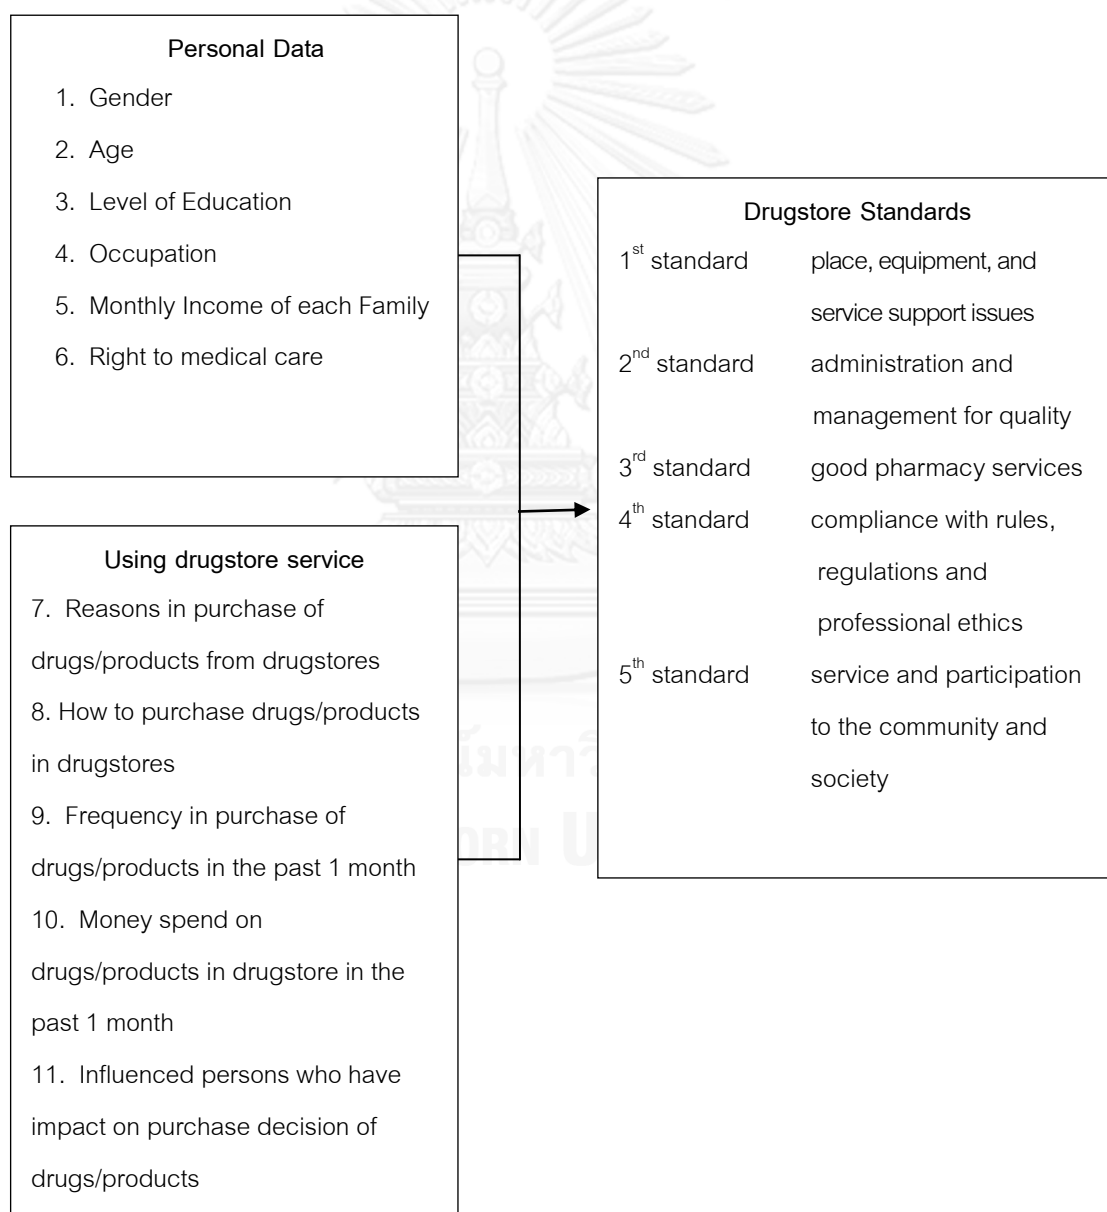 Personal Data
1. Gender
2. Age
3. Level of Education
4. Occupation
5. Monthly Income of each Family
6. Right to medical care
Using drugstore service
7. Reasons in purchase of
drugs/products from drugstores
8. How to purchase drugs/products
in drugstores
9. Frequency in purchase of
drugs/products in the past 1 month
10. Money spend on
drugs/products in drugstore in the
past 1 month
11. Influenced persons who have
impact on purchase decision of
drugs/products
Drugstore Standards
1st standard place, equipment, and
service support issues
2nd standard administration and
management for quality
3rd standard good pharmacy services
4th standard compliance with rules,
regulations and
professional ethics
5th standard service and participation
to the community and
society